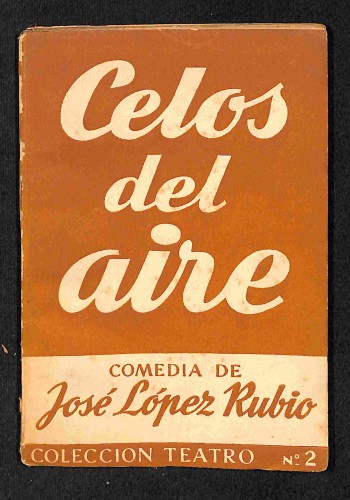 Celos
del
aire
COMEDIA DE
José López Rubio
COLECCION TEATRO Nº 2